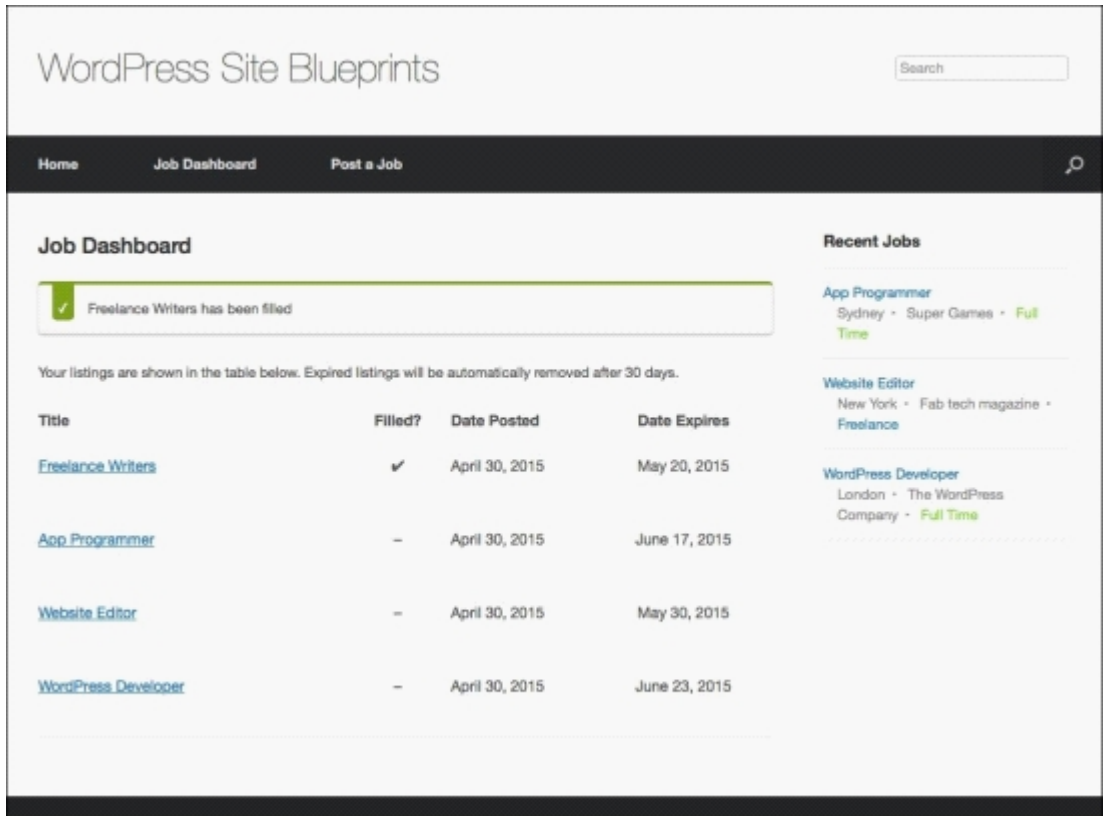 WordPress Site Blueprints
Search
Home Job Dashboard Post a Job
Job Dashboard
✓ Freelance Writers has been filled
Your listings are shown in the table below. Expired listings will be automatically removed after 30 days.
Title Filled? Date Posted Date Expires
Freelance Writers ✔ April 30, 2015 May 20, 2015
App Programmer – April 30, 2015 June 17, 2015
Website Editor – April 30, 2015 May 30, 2015
WordPress Developer – April 30, 2015 June 23, 2015
Recent Jobs
App Programmer
Sydney • Super Games • Full
Time
Website Editor
New York • Fab tech magazine •
Freelance
WordPress Developer
London • The WordPress
Company • Full Time